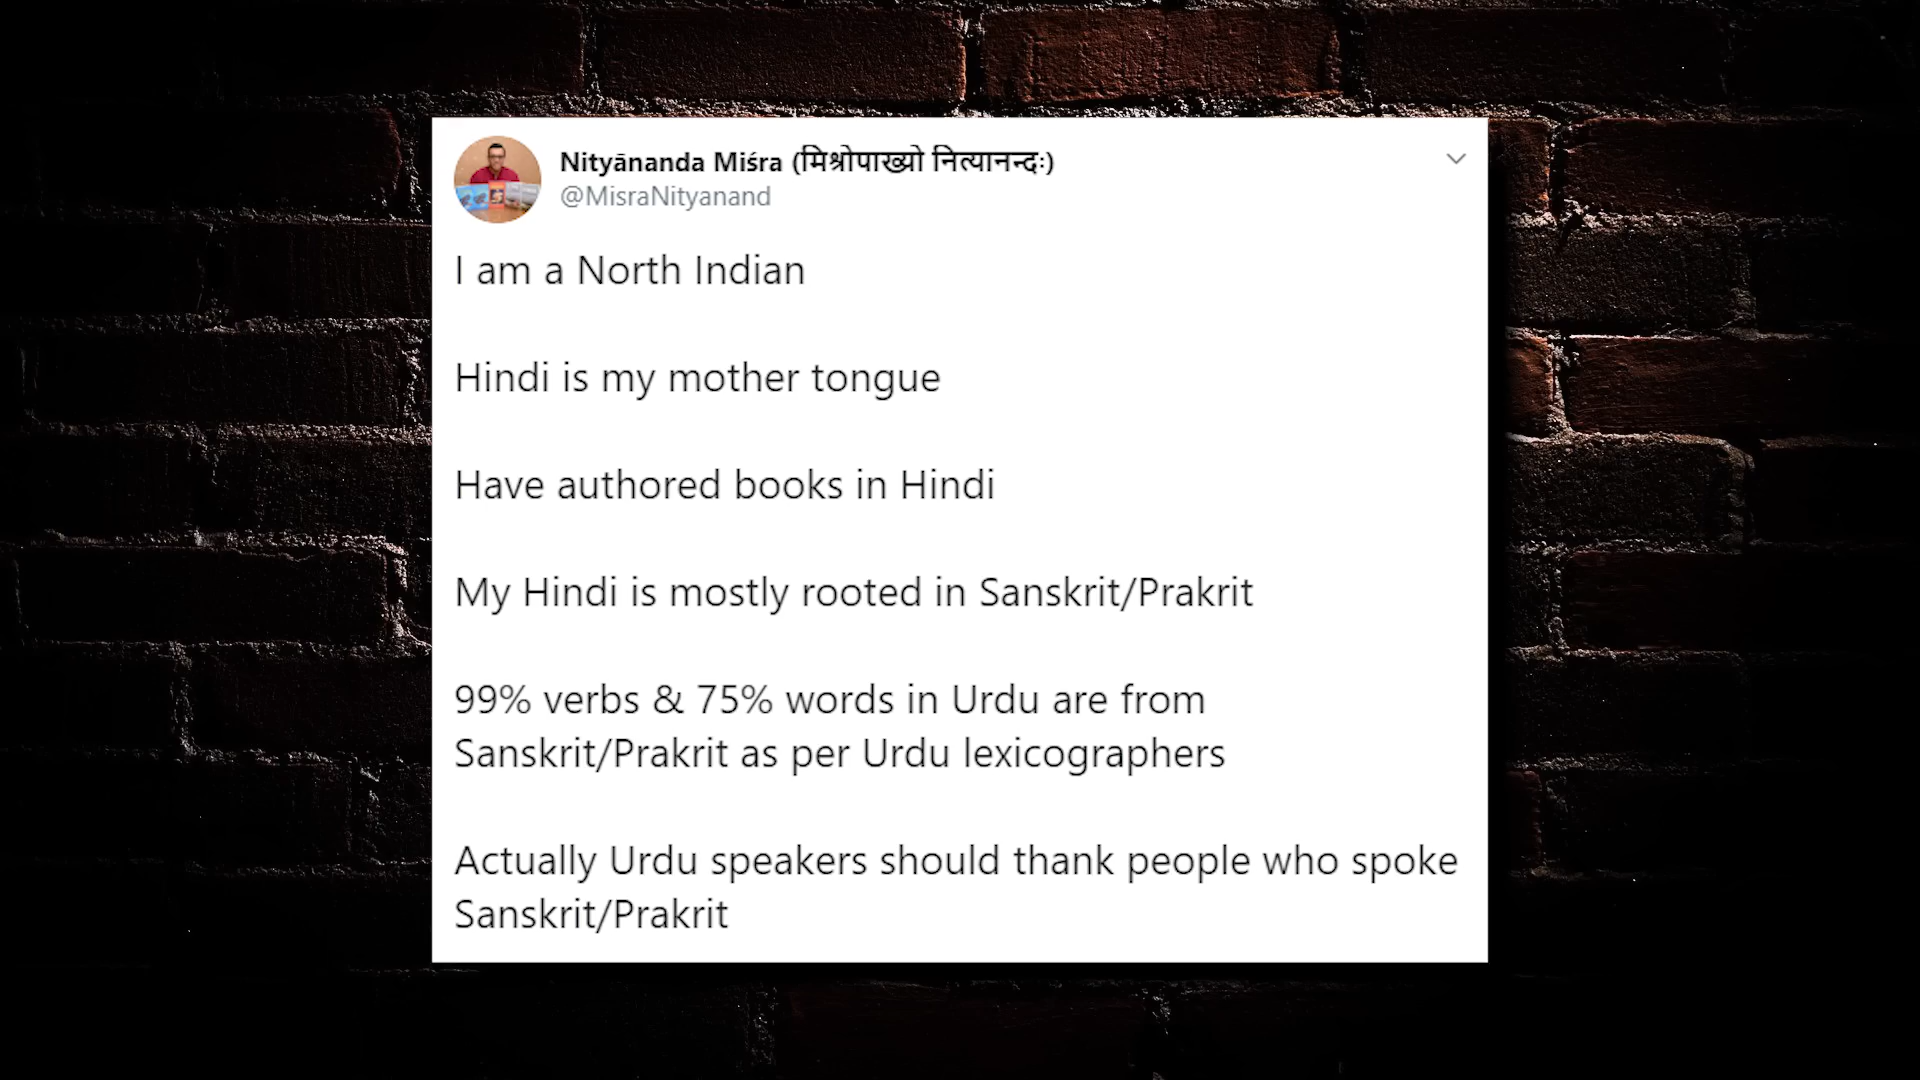 Nityānanda Miśra (मिश्रोपाख्यो नित्यानन्दः)
@MisraNityanand
I am a North Indian
Hindi is my mother tongue
Have authored books in Hindi
My Hindi is mostly rooted in Sanskrit/Prakrit
99% verbs & 75% words in Urdu are from
Sanskrit/Prakrit as per Urdu lexicographers
Actually Urdu speakers should thank people who spoke
Sanskrit/Prakrit